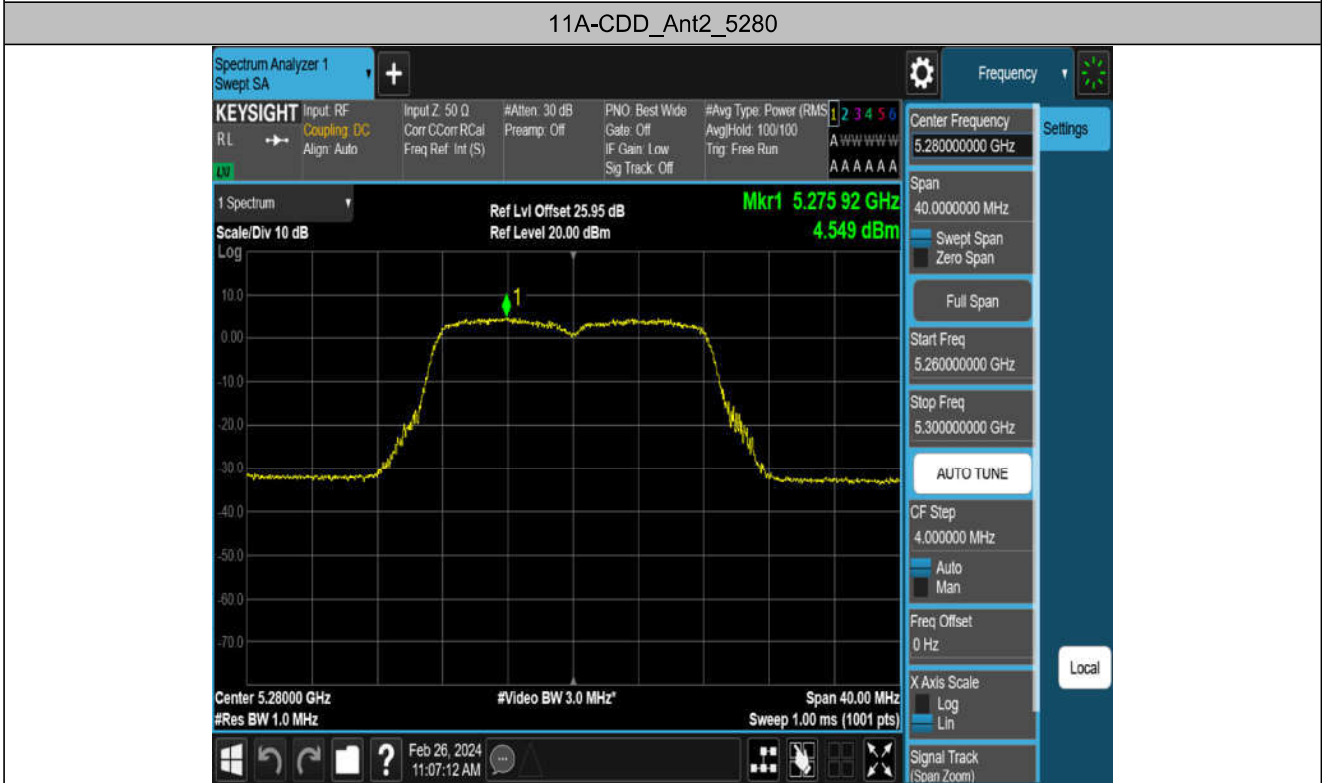 11A-CDD_Ant2_5280
Spectrum Analyzer 1
Swept SA
+
Frequency
KEYSIGHT
RL
LXI
Input: RF
Coupling: DC
Align: Auto
Input Z: 50 Ω
Corr CCorr RCal
Freq Ref: Int (S)
#Atten: 30 dB
Preamp: Off
PNO: Best Wide
Gate: Off
IF Gain: Low
Sig Track: Off
#Avg Type: Power (RMS
Avg|Hold: 100/100
Trig: Free Run
1 2 3 4 5 6
A W W W W W
A A A A A A
1 Spectrum
Scale/Div 10 dB
Log
Ref Lvl Offset 25.95 dB
Ref Level 20.00 dBm
Mkr1 5.275 92 GHz
4.549 dBm
1
10.0
0.00
-10.0
-20.0
-30.0
-40.0
-50.0
-60.0
-70.0
Center 5.28000 GHz
#Res BW 1.0 MHz
#Video BW 3.0 MHz*
Span 40.00 MHz
Sweep 1.00 ms (1001 pts)
?
Feb 26, 2024
11:07:12 AM
Center Frequency
5.280000000 GHz
Settings
Span
40.0000000 MHz
Swept Span
Zero Span
Full Span
Start Freq
5.260000000 GHz
Stop Freq
5.300000000 GHz
AUTO TUNE
CF Step
4.000000 MHz
Auto
Man
Freq Offset
0 Hz
X Axis Scale
Log
Lin
Local
Signal Track
(Span Zoom)